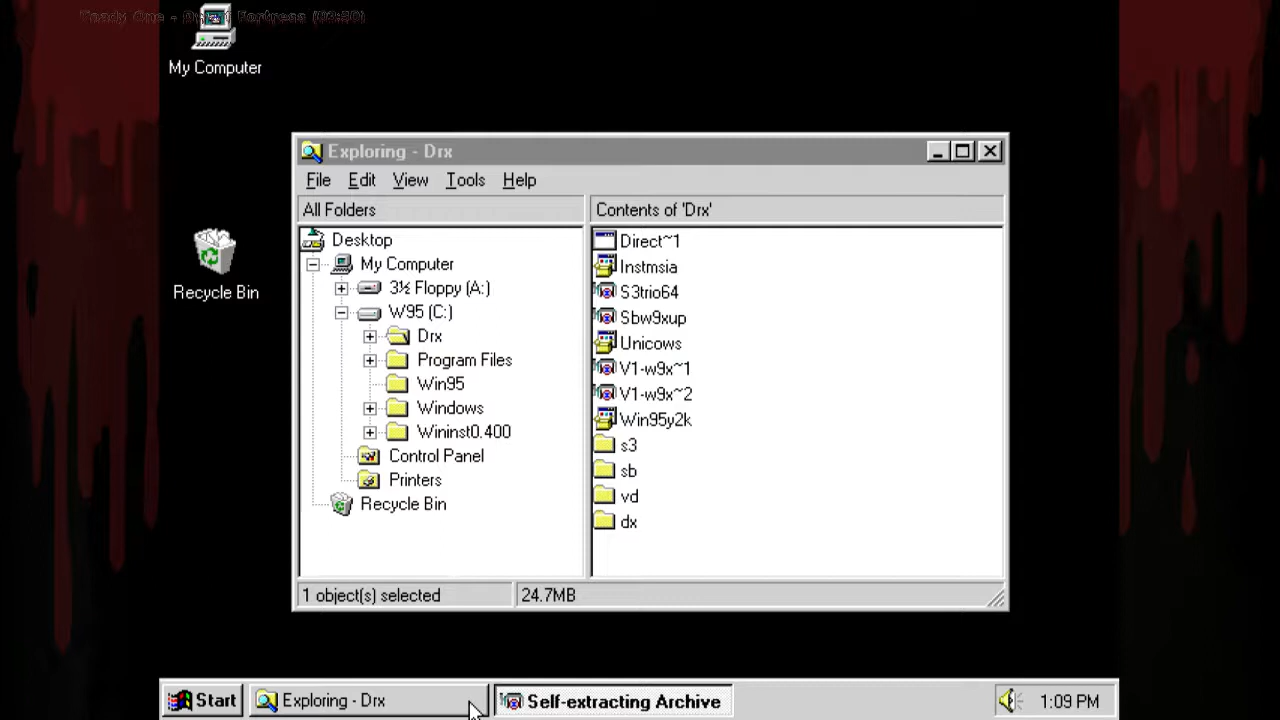 My Computer
Recycle Bin
Exploring - Drx
File Edit View Tools Help
All Folders
Contents of 'Drx'
Desktop
My Computer
3½ Floppy (A:)
W95 (C:)
Drx
Program Files
Win95
Windows
Wininst0.400
Control Panel
Printers
Recycle Bin
Direct~1
Instmsia
S3trio64
Sbw9xup
Unicows
V1-w9x~1
V1-w9x~2
Win95y2k
s3
sb
vd
dx
1 object(s) selected
24.7MB
Start
Exploring - Drx
Self-extracting Archive
1:09 PM